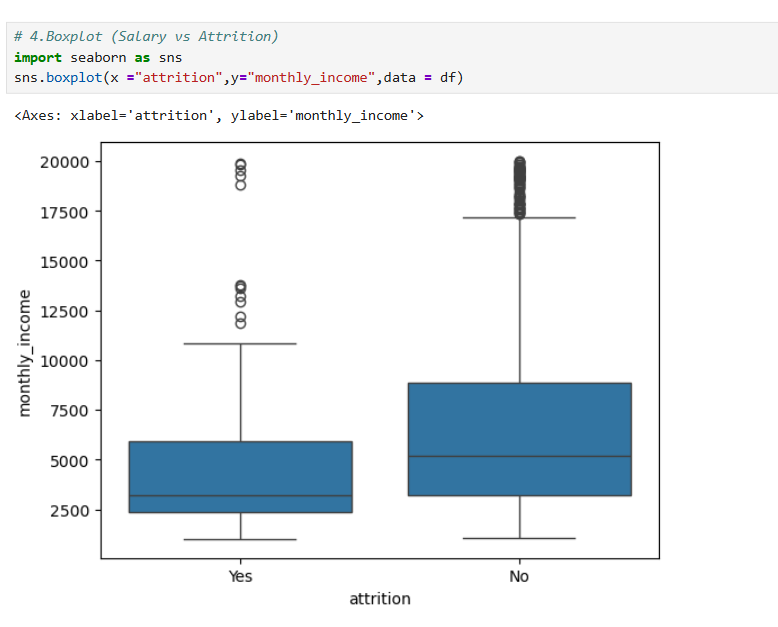 # 4.Boxplot (Salary vs Attrition)
import seaborn as sns
sns.boxplot(x ="attrition",y="monthly_income",data = df)
<Axes: xlabel='attrition', ylabel='monthly_income'>
20000
17500
15000
12500
10000
7500
5000
2500
monthly_income
Yes No
attrition